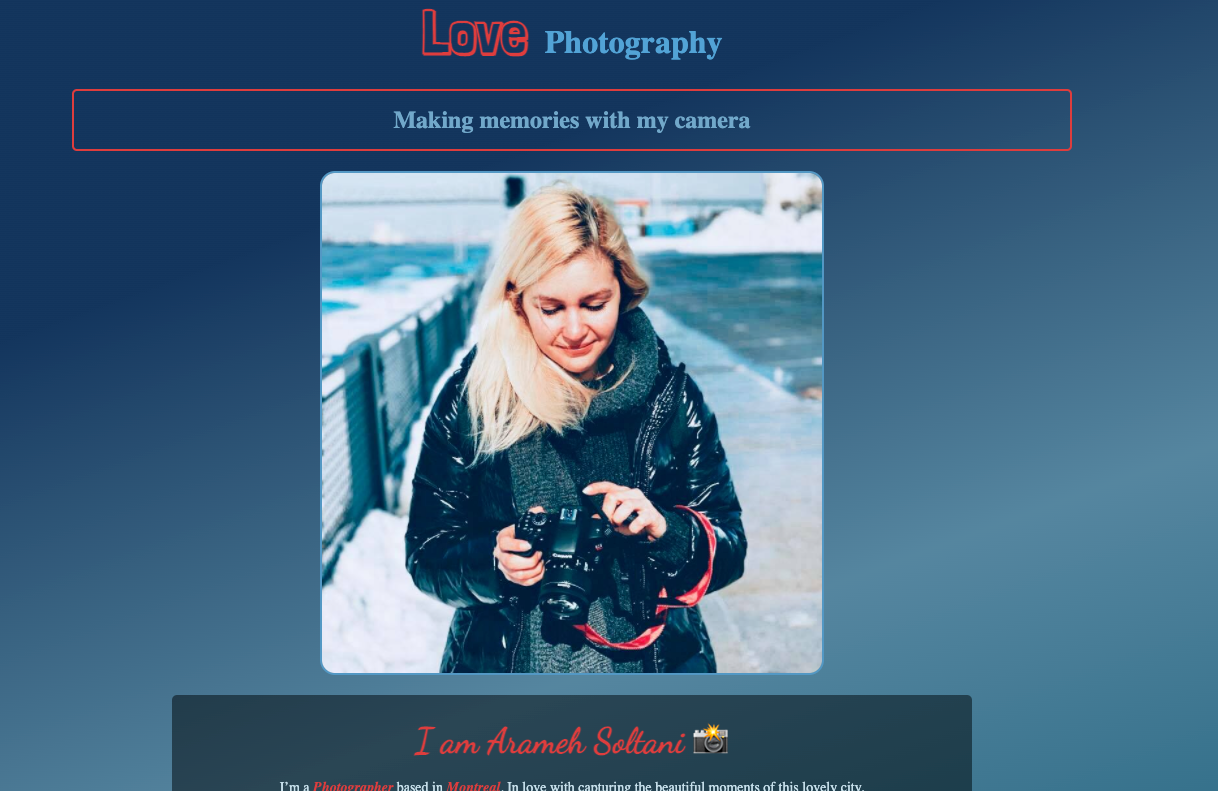 Love Photography
Making memories with my camera
Canon
I am Arameh Soltani 📸
I'm a Photographer based in Montreal. In love with capturing the beautiful moments of this lovely city.